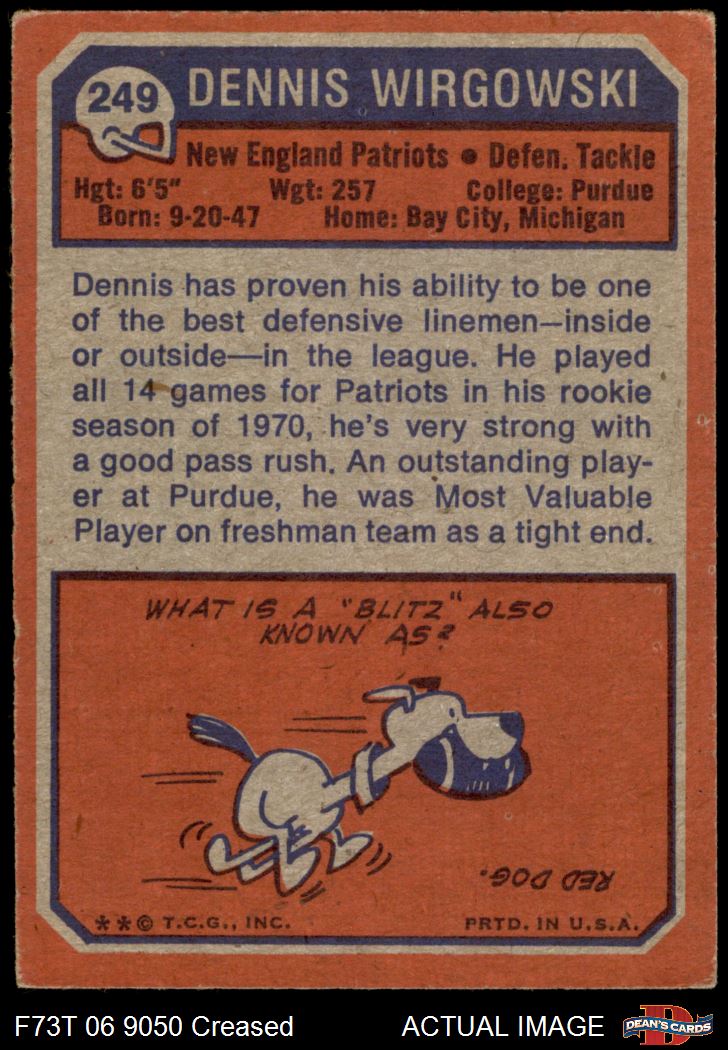 249
DENNIS WIRGOWSKI
New England Patriots • Defen. Tackle
Hgt: 6'5" Wgt: 257 College: Purdue
Born: 9-20-47 Home: Bay City, Michigan
Dennis has proven his ability to be one
of the best defensive linemen—inside
or outside—in the league. He played
all 14 games for Patriots in his rookie
season of 1970, he's very strong with
a good pass rush. An outstanding play-
er at Purdue, he was Most Valuable
Player on freshman team as a tight end.
WHAT IS A "BLITZ" ALSO
KNOWN AS?
RED DOG.
**© T.C.G., INC. PRTD. IN U.S.A.
F73T 06 9050 Creased ACTUAL IMAGE
D
DEAN'S CARDS